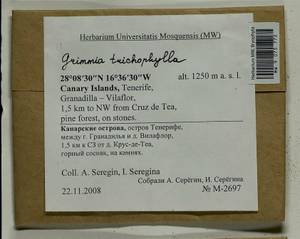 Herbarium Universitatis Mosquensis (MW)
Grimmia trichophylla
28°08'30"N 16°36'30"W alt. 1250 m a. s. l.
Canary Islands, Tenerife,
Granadilla – Vilaflor,
1,5 km to NW from Cruz de Tea,
pine forest, on stones.
Канарские острова, остров Тенерифе,
между г. Гранадилья и д. Вилафлор,
1,5 км к СЗ от д. Крус-де-Теа,
горный сосняк, на камнях.
Собрали А. Серёгин, И. Серёгина
Coll. A. Seregin, I. Seregina
22.11.2008 № M-2697